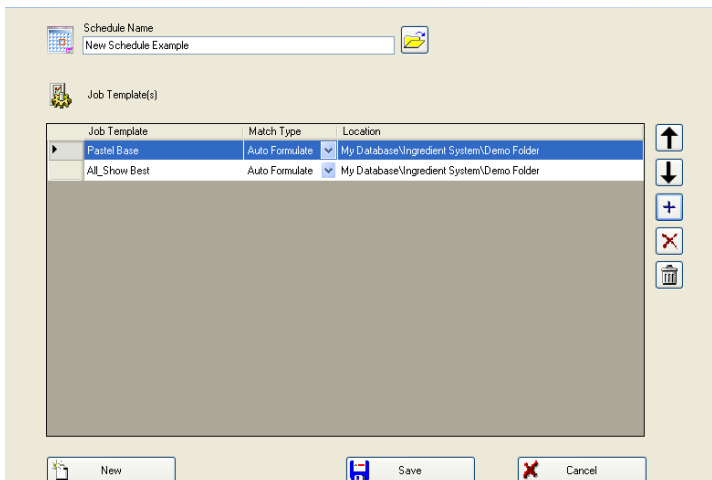 Schedule Name
New Schedule Example
Job Template(s)
Job Template Match Type Location
Pastel Base Auto Formulate My Database\Ingredient System\Demo Folder
All_Show Best Auto Formulate My Database\Ingredient System\Demo Folder
New Save Cancel